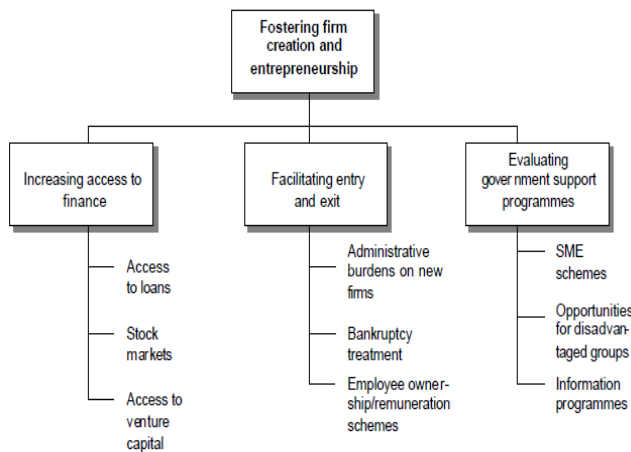 Fostering firm
creation and
entrepreneurship
Increasing access to
finance
Facilitating entry
and exit
Evaluating
government support
programmes
Access
to loans
Stock
markets
Access to
venture
capital
Administrative
burdens on new
firms
Bankruptcy
treatment
Employee owner-
ship/remuneration
schemes
SME
schemes
Opportunities
for disadvan-
taged groups
Information
programmes